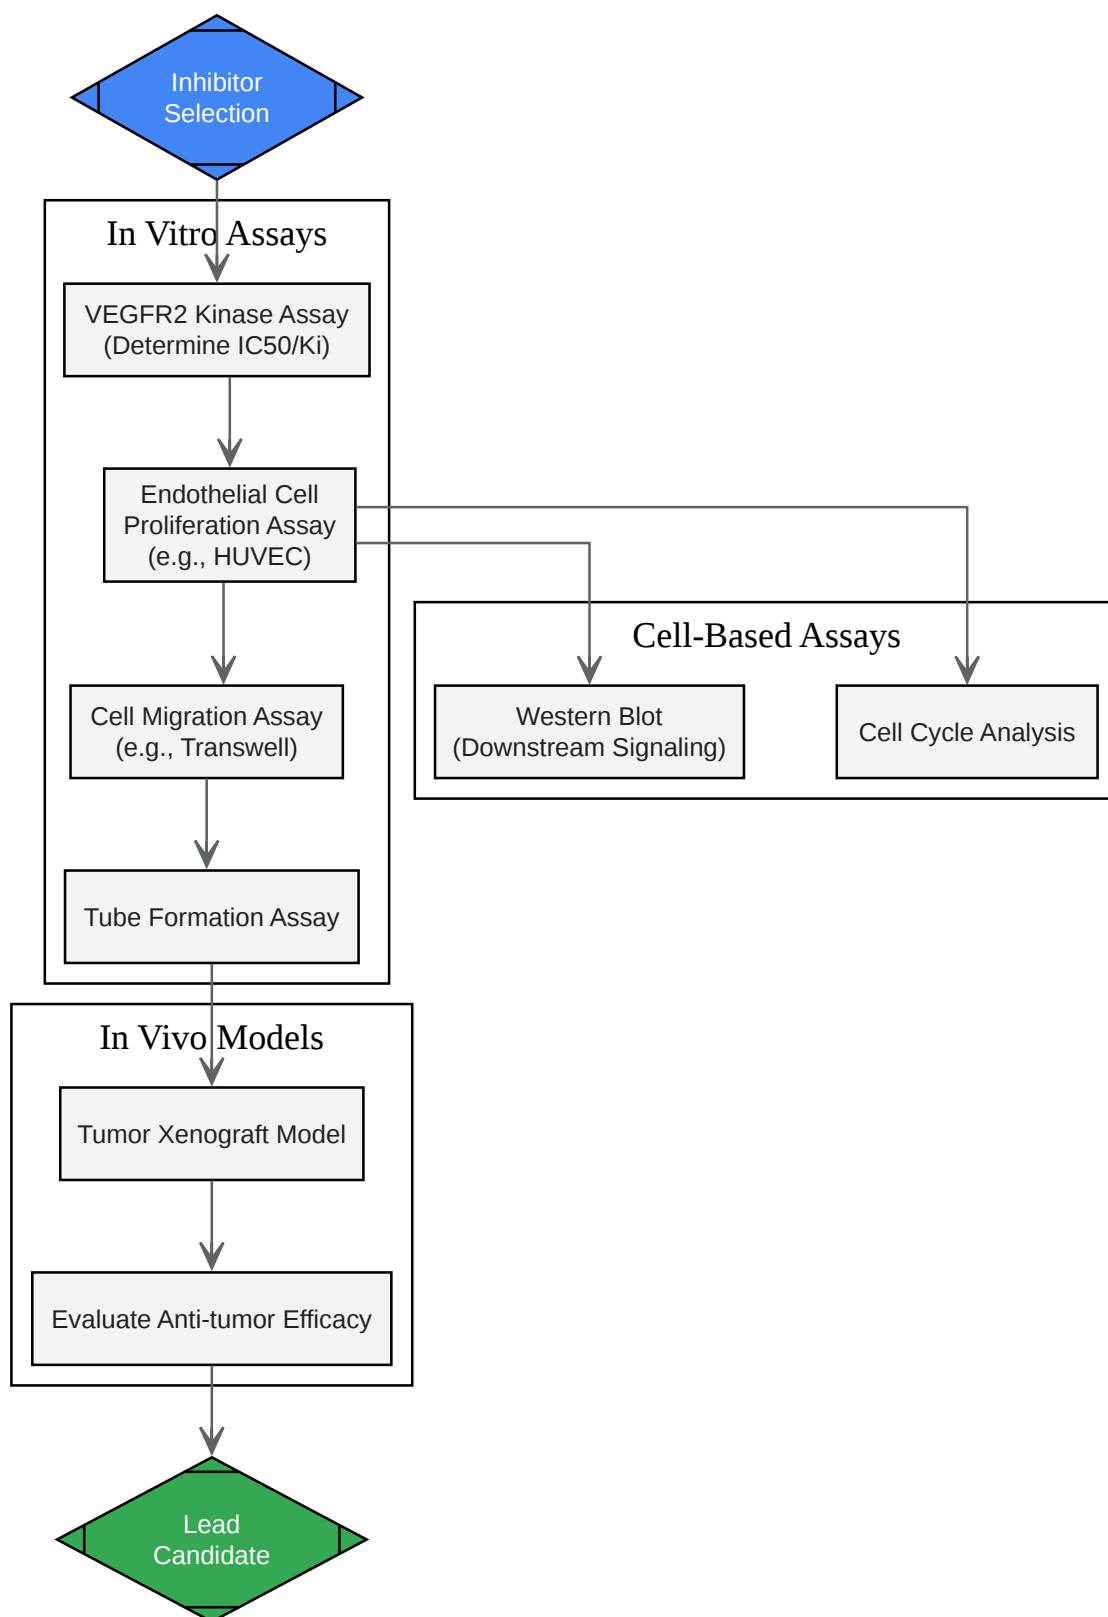 Inhibitor
Selection
In Vitro Assays
VEGFR2 Kinase Assay
(Determine IC50/Ki)
Endothelial Cell
Proliferation Assay
(e.g., HUVEC)
Cell-Based Assays
Western Blot
(Downstream Signaling)
Cell Cycle Analysis
Cell Migration Assay
(e.g., Transwell)
Tube Formation Assay
In Vivo Models
Tumor Xenograft Model
Evaluate Anti-tumor Efficacy
Lead
Candidate